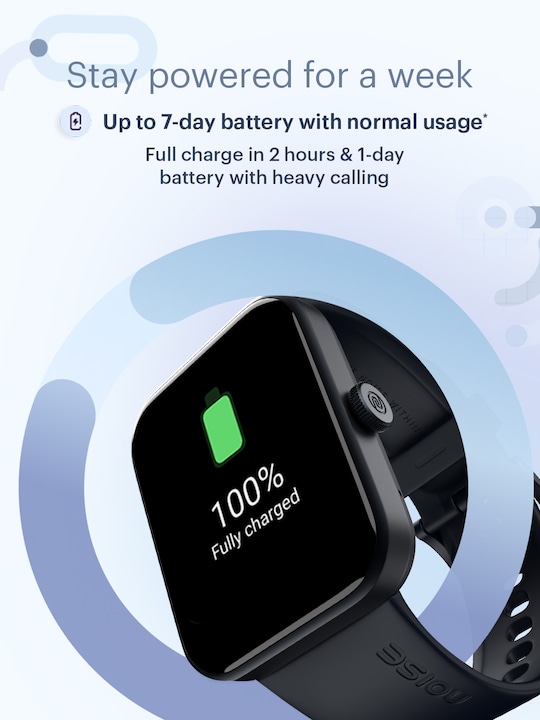 Stay powered for a week
Up to 7-day battery with normal usage*
Full charge in 2 hours & 1-day
battery with heavy calling
100%
Fully charged
noise